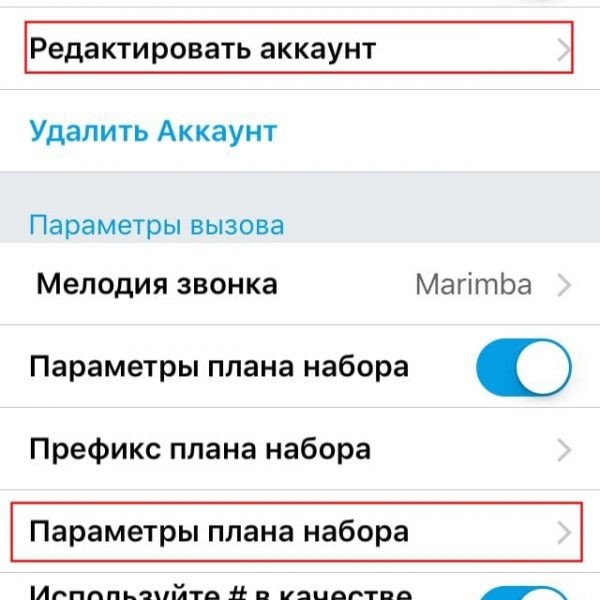 Редактировать аккаунт
Удалить Аккаунт
Параметры вызова
Мелодия звонка Marimba
Параметры плана набора
Префикс плана набора
Параметры плана набора
Используйте # в качестве